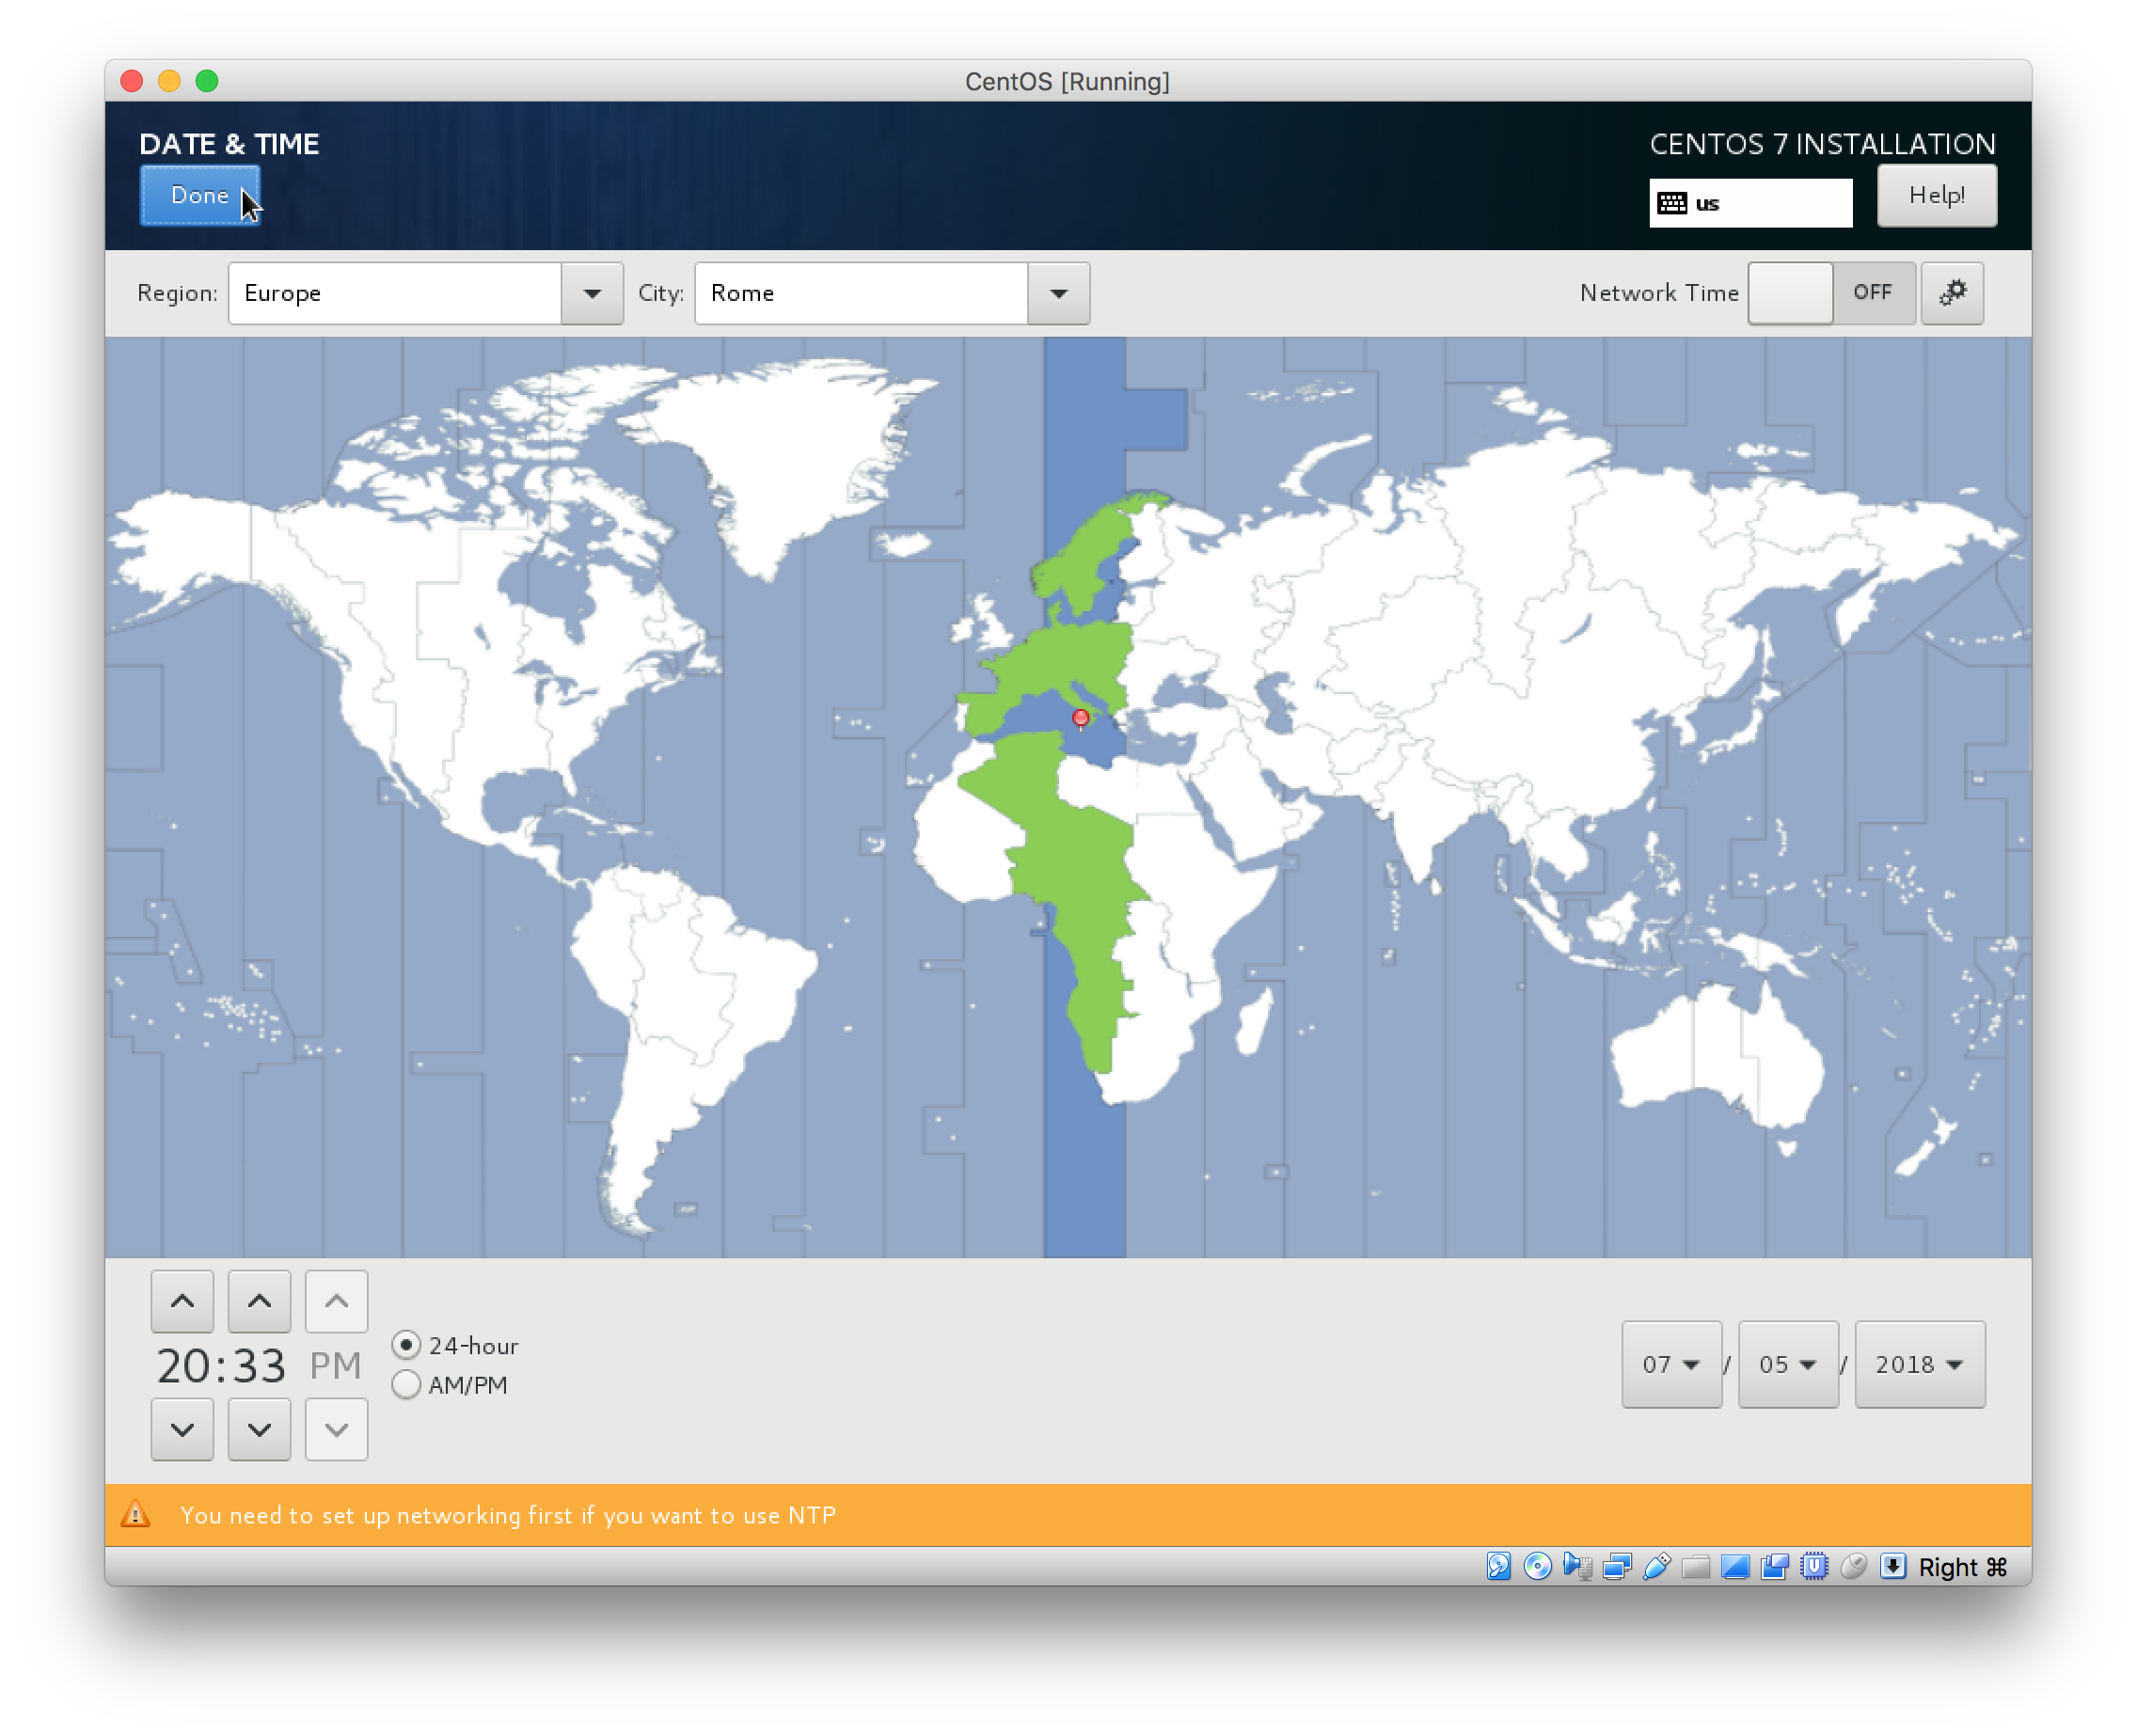 CentOS [Running]
DATE & TIME
CENTOS 7 INSTALLATION
Done
us
Help!
Region:
Europe
City:
Rome
Network Time
OFF
20:33 PM
24-hour
AM/PM
07 / 05 / 2018
You need to set up networking first if you want to use NTP
Right ⌘